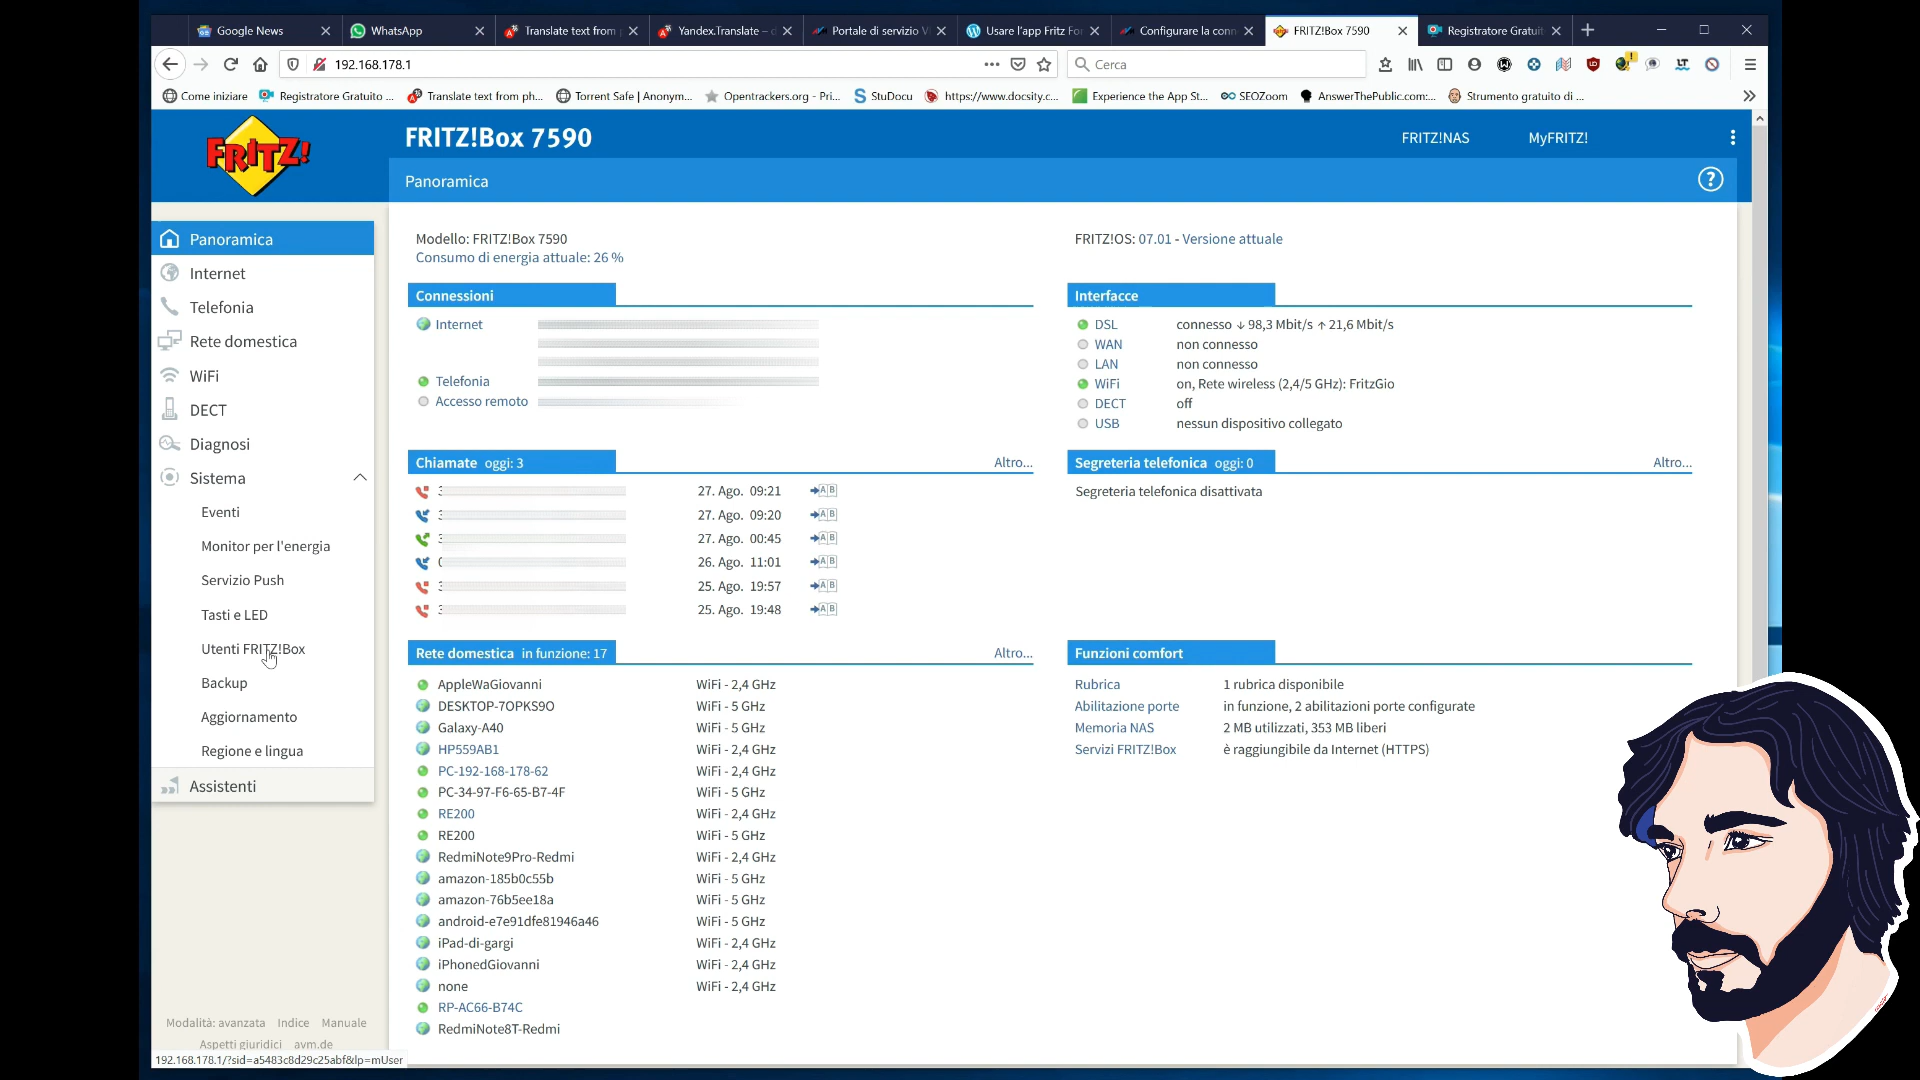 Google News
WhatsApp
Translate text from
Yandex.Translate – d
Portale di servizio V
Usare l'app Fritz Fo
Configurare la conn
FRITZ!Box 7590
Registratore Gratuit
192.168.178.1
Cerca
Come iniziare
Registratore Gratuito ...
Translate text from ph...
Torrent Safe | Anonym...
Opentrackers.org - Pri...
StuDocu
https://www.docsity.c...
Experience the App St...
SEOZoom
AnswerThePublic.com:...
Strumento gratuito di ...
FRITZ!
FRITZ!Box 7590
FRITZ!NAS
MyFRITZ!
Panoramica
Panoramica
Internet
Telefonia
Rete domestica
WiFi
DECT
Diagnosi
Sistema
Eventi
Monitor per l'energia
Servizio Push
Tasti e LED
Utenti FRITZ!Box
Backup
Aggiornamento
Regione e lingua
Assistenti
Modalità: avanzata Indice Manuale
Aspetti giuridici avm.de
192.168.178.1/?sid=a5483c8d29c25abf&lp=mUser
Modello: FRITZ!Box 7590
Consumo di energia attuale: 26 %
FRITZ!OS: 07.01 - Versione attuale
Connessioni
Internet
Telefonia
Accesso remoto
Interfacce
DSL connesso ↓ 98,3 Mbit/s ↑ 21,6 Mbit/s
WAN non connesso
LAN non connesso
WiFi on, Rete wireless (2,4/5 GHz): FritzGio
DECT off
USB nessun dispositivo collegato
Chiamate oggi: 3 Altro...
3 27. Ago. 09:21
3 27. Ago. 09:20
3 27. Ago. 00:45
0 26. Ago. 11:01
3 25. Ago. 19:57
3 25. Ago. 19:48
Segreteria telefonica oggi: 0 Altro...
Segreteria telefonica disattivata
Rete domestica in funzione: 17 Altro...
AppleWaGiovanni WiFi - 2,4 GHz
DESKTOP-7OPKS9O WiFi - 5 GHz
Galaxy-A40 WiFi - 5 GHz
HP559AB1 WiFi - 2,4 GHz
PC-192-168-178-62 WiFi - 2,4 GHz
PC-34-97-F6-65-B7-4F WiFi - 5 GHz
RE200 WiFi - 2,4 GHz
RE200 WiFi - 5 GHz
RedmiNote9Pro-Redmi WiFi - 2,4 GHz
amazon-185b0c55b WiFi - 5 GHz
amazon-76b5ee18a WiFi - 5 GHz
android-e7e91dfe81946a46 WiFi - 5 GHz
iPad-di-gargi WiFi - 2,4 GHz
iPhonedGiovanni WiFi - 2,4 GHz
none WiFi - 2,4 GHz
RP-AC66-B74C
RedmiNote8T-Redmi
Funzioni comfort
Rubrica 1 rubrica disponibile
Abilitazione porte in funzione, 2 abilitazioni porte configurate
Memoria NAS 2 MB utilizzati, 353 MB liberi
Servizi FRITZ!Box è raggiungibile da Internet (HTTPS)